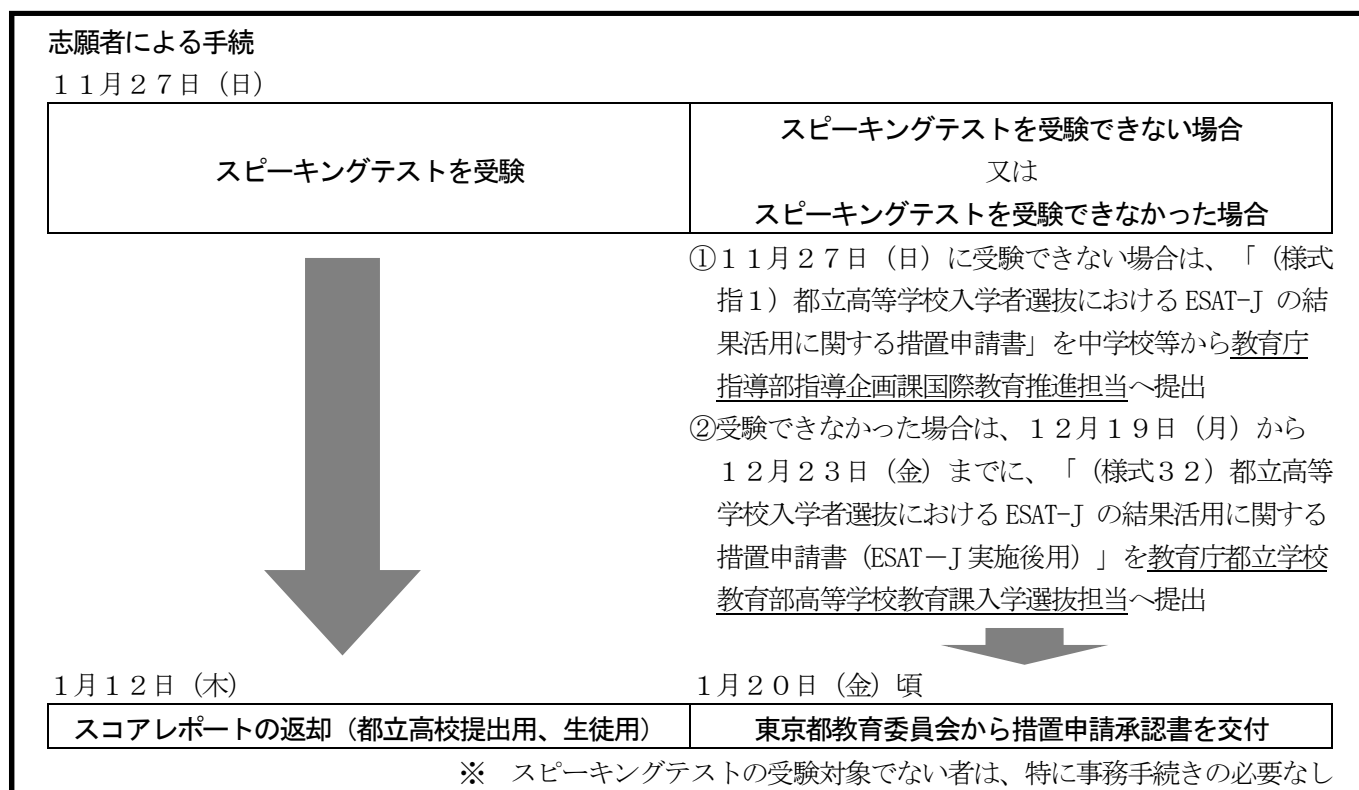 志願者による手続
１１月２７日（日）
スピーキングテストを受験
スピーキングテストを受験できない場合
又は
スピーキングテストを受験できなかった場合
①１１月２７日（日）に受験できない場合は、「（様式
指１）都立高等学校入学者選抜における ESAT-J の結
果活用に関する措置申請書」を中学校等から教育庁
指導部指導企画課国際教育推進担当へ提出
②受験できなかった場合は、１２月１９日（月）から
１２月２３日（金）までに、「（様式３２）都立高等
学校入学者選抜における ESAT-J の結果活用に関する
措置申請書（ESAT－J 実施後用）」を教育庁都立学校
教育部高等学校教育課入学選抜担当へ提出
１月１２日（木）
スコアレポートの返却（都立高校提出用、生徒用）
１月２０日（金）頃
東京都教育委員会から措置申請承認書を交付
※　スピーキングテストの受験対象でない者は、特に事務手続きの必要なし